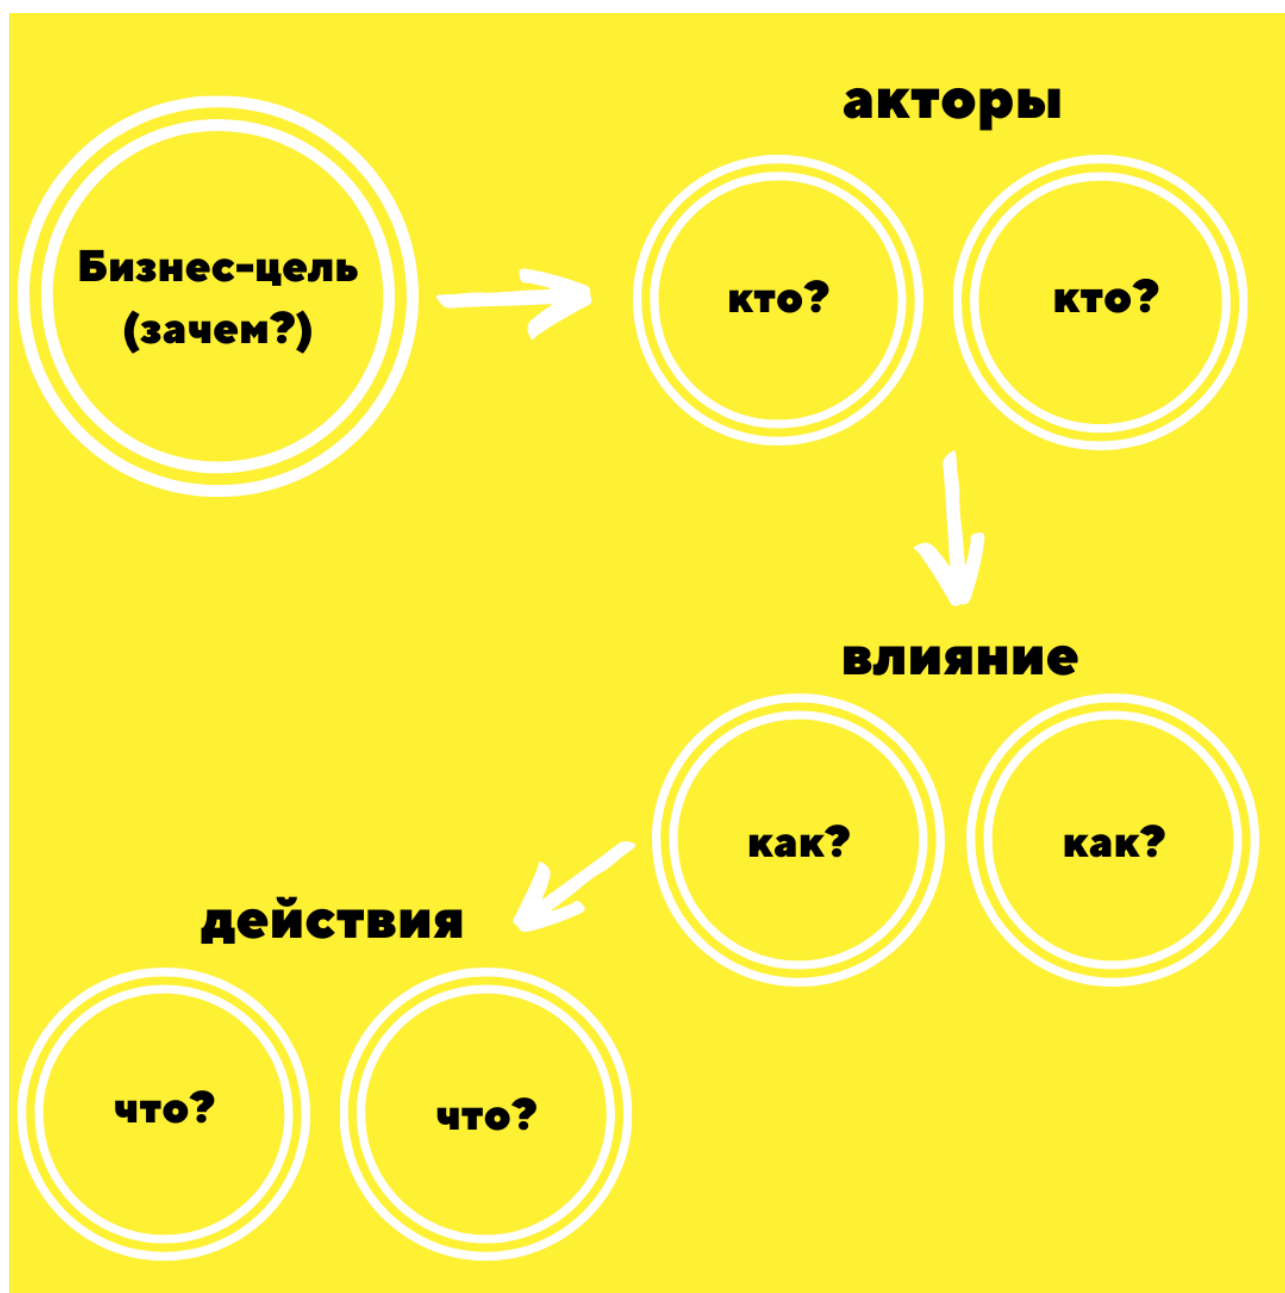 акторы
Бизнес-цель
(зачем?)
кто?
кто?
влияние
как?
как?
действия
что?
что?